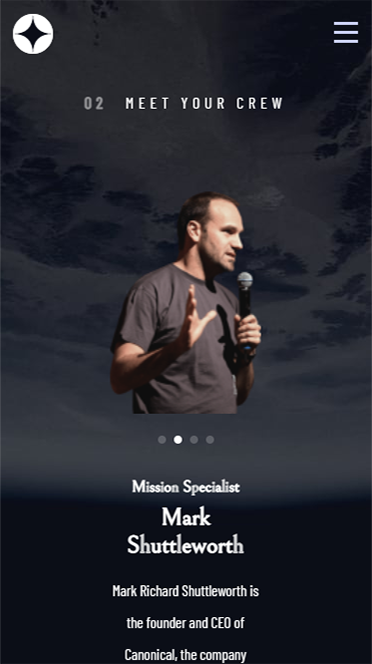 02 MEET YOUR CREW
Mission Specialist
Mark
Shuttleworth
Mark Richard Shuttleworth is
the founder and CEO of
Canonical, the company